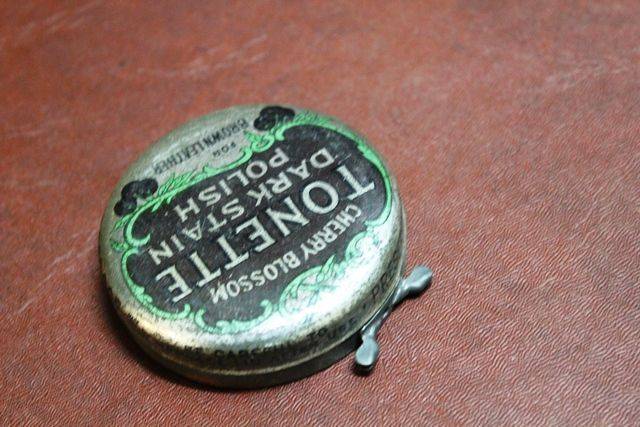 CHERRY BLOSSOM
TONETTE
DARK STAIN
POLISH
FOR
BROWN LEATHER